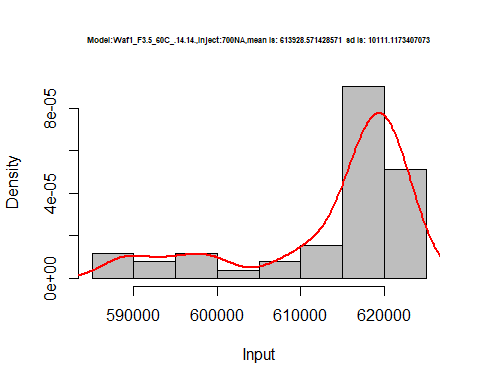 Model:Waf1_F3.5_60C_.14.14.,Inject:700NA,mean is: 613928.571428571  sd is: 10111.1173407073
Density
8e-05
4e-05
0e+00
590000 600000 610000 620000
Input